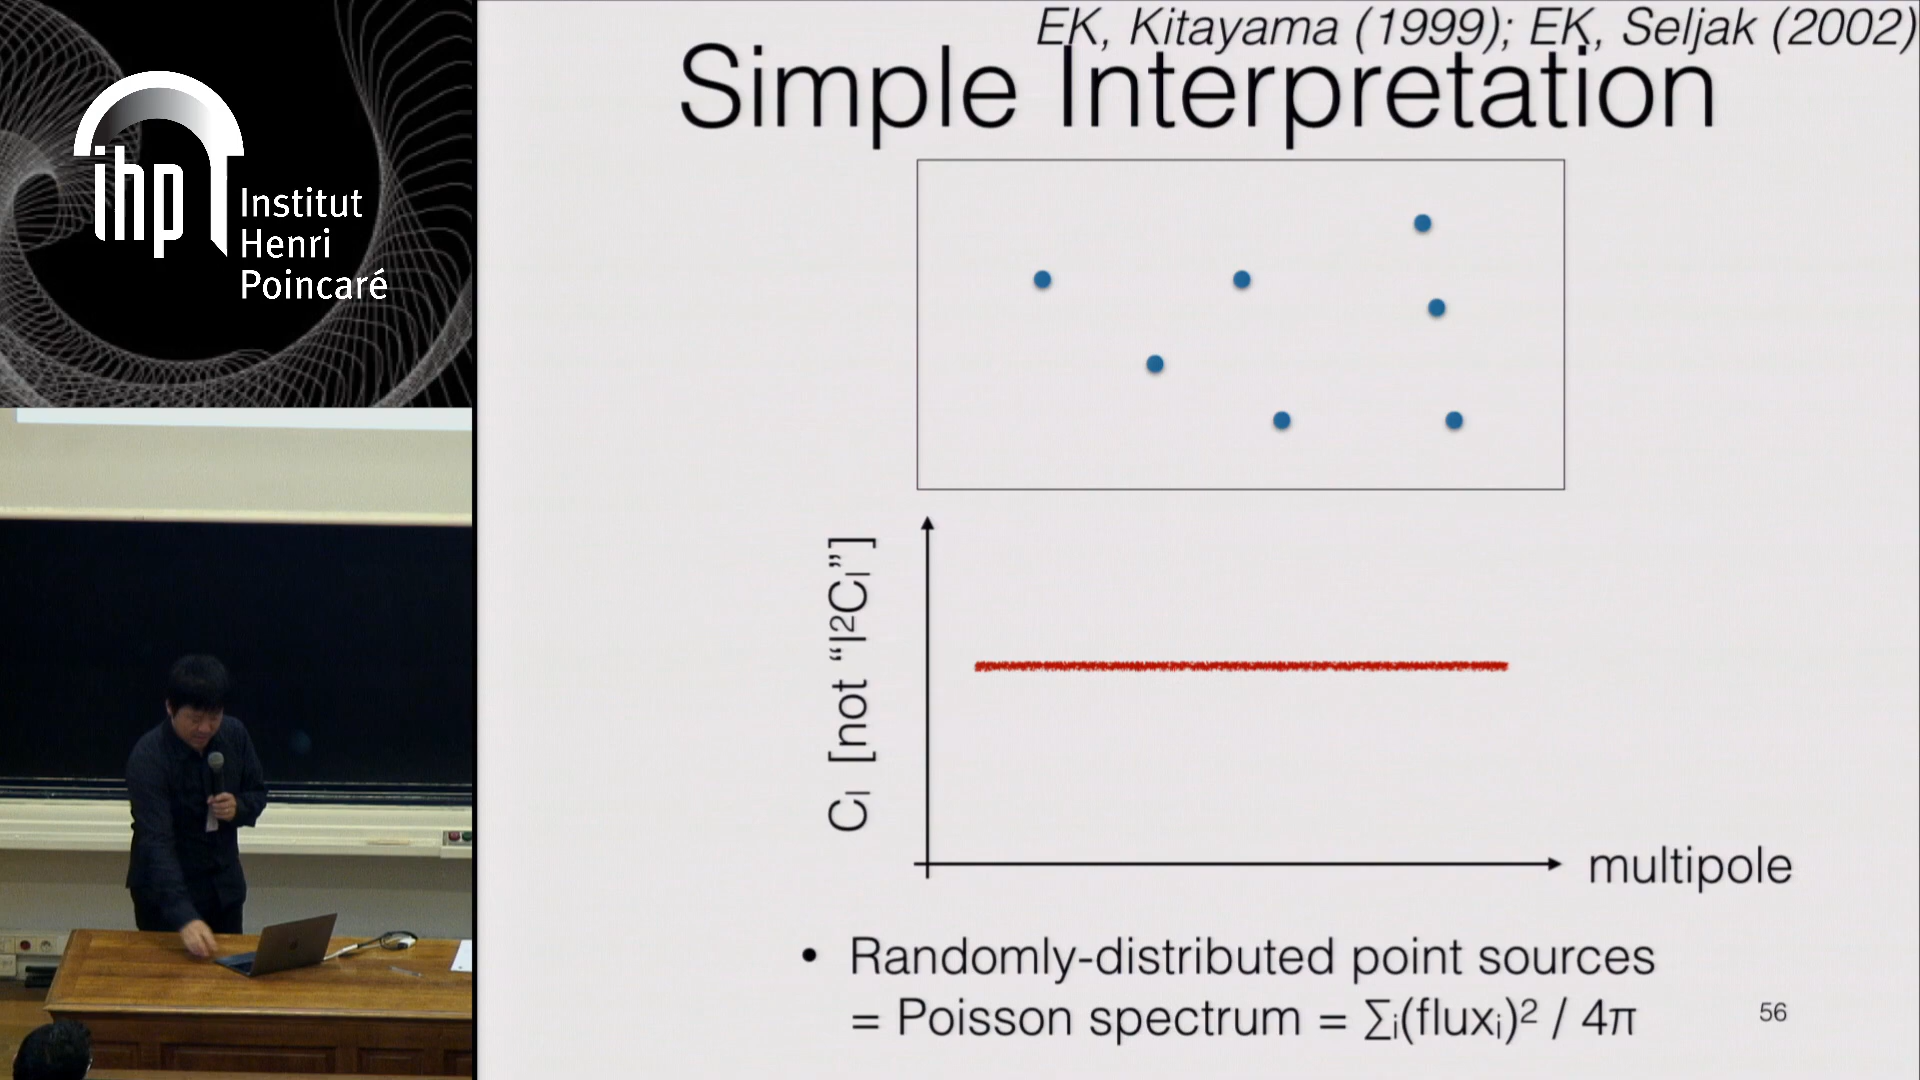 ihp
Institut
Henri
Poincaré
EK, Kitayama (1999); EK, Seljak (2002)
Simple Interpretation
Cl [not “l2Cl”]
multipole
• Randomly-distributed point sources
= Poisson spectrum = ∑i(fluxi)2 / 4π
56